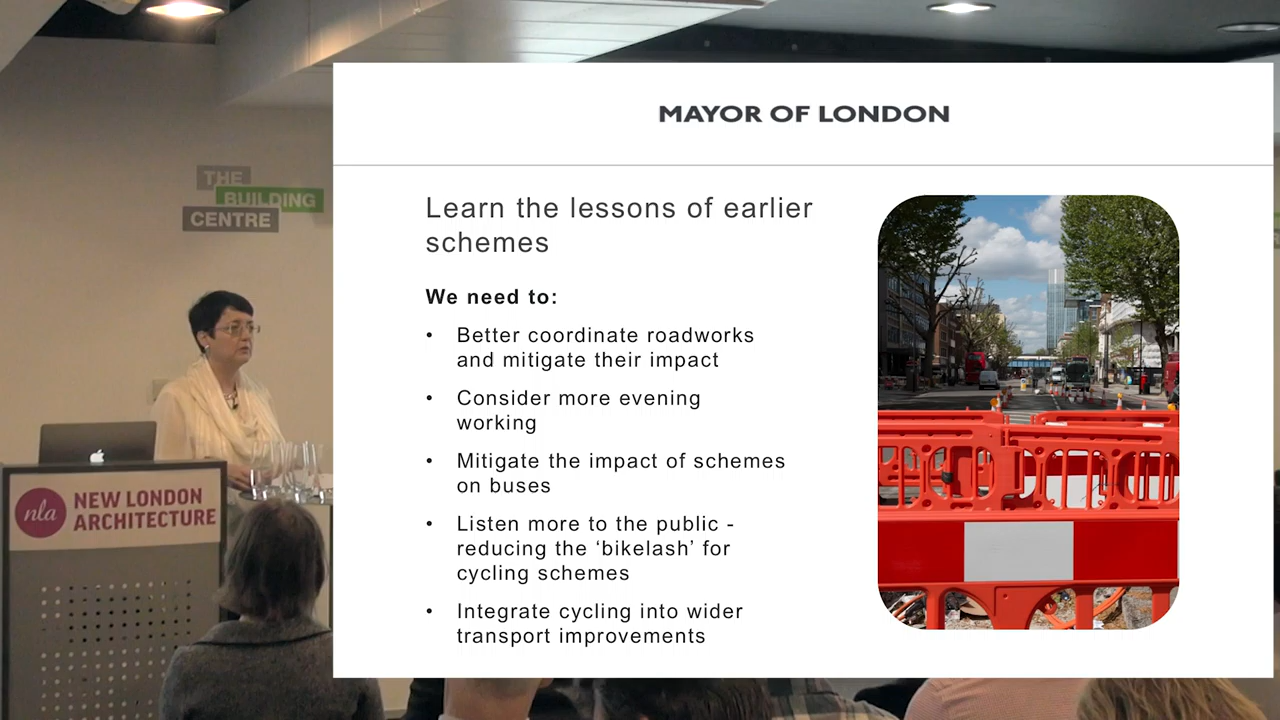 MAYOR OF LONDON
THE
BUILDING
CENTRE
Learn the lessons of earlier
schemes
We need to:
• Better coordinate roadworks
and mitigate their impact
• Consider more evening
working
• Mitigate the impact of schemes
on buses
• Listen more to the public -
reducing the ‘bikelash’ for
cycling schemes
• Integrate cycling into wider
transport improvements
nla
NEW LONDON
ARCHITECTURE